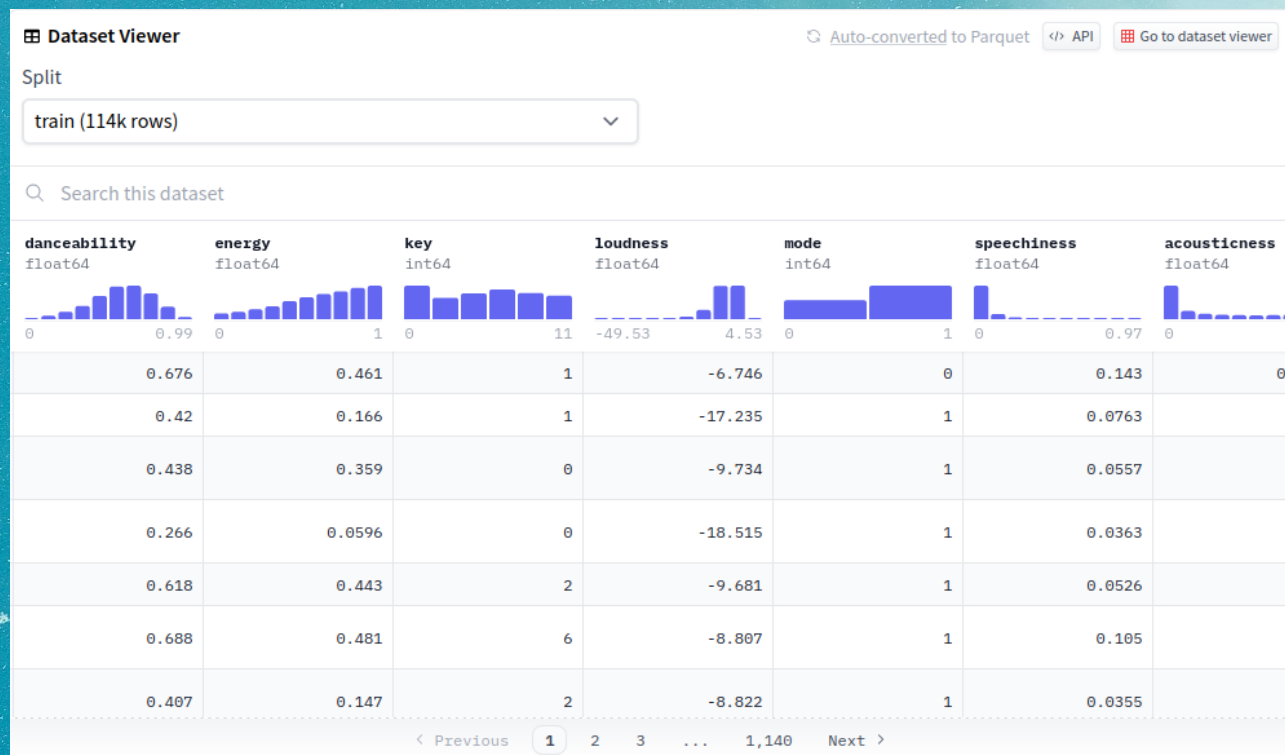 Dataset Viewer Auto-converted to Parquet </> API Go to dataset viewer
Split
train (114k rows)
Search this dataset
danceability energy key loudness mode speechiness acousticness
float64 float64 int64 float64 int64 float64 float64
0 0.99 0 1 0 11 -49.53 4.53 0 1 0 0.97 0
0.676 0.461 1 -6.746 0 0.143 0
0.42 0.166 1 -17.235 1 0.0763
0.438 0.359 0 -9.734 1 0.0557
0.266 0.0596 0 -18.515 1 0.0363
0.618 0.443 2 -9.681 1 0.0526
0.688 0.481 6 -8.807 1 0.105
0.407 0.147 2 -8.822 1 0.0355
< Previous 1 2 3 ... 1,140 Next >